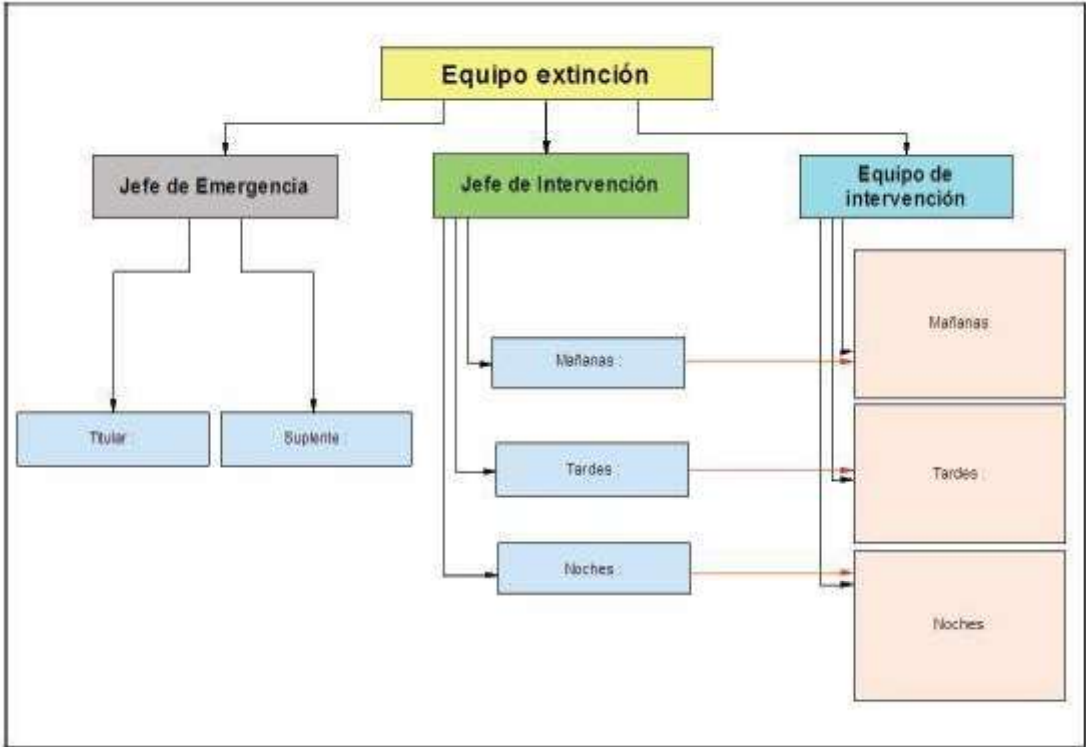 Equipo extinción
Jefe de Emergencia
Jefe de Intervención
Equipo de
intervención
Mañanas
Mañanas :
Titular :
Suplente :
Tardes :
Tardes
Noches :
Noches